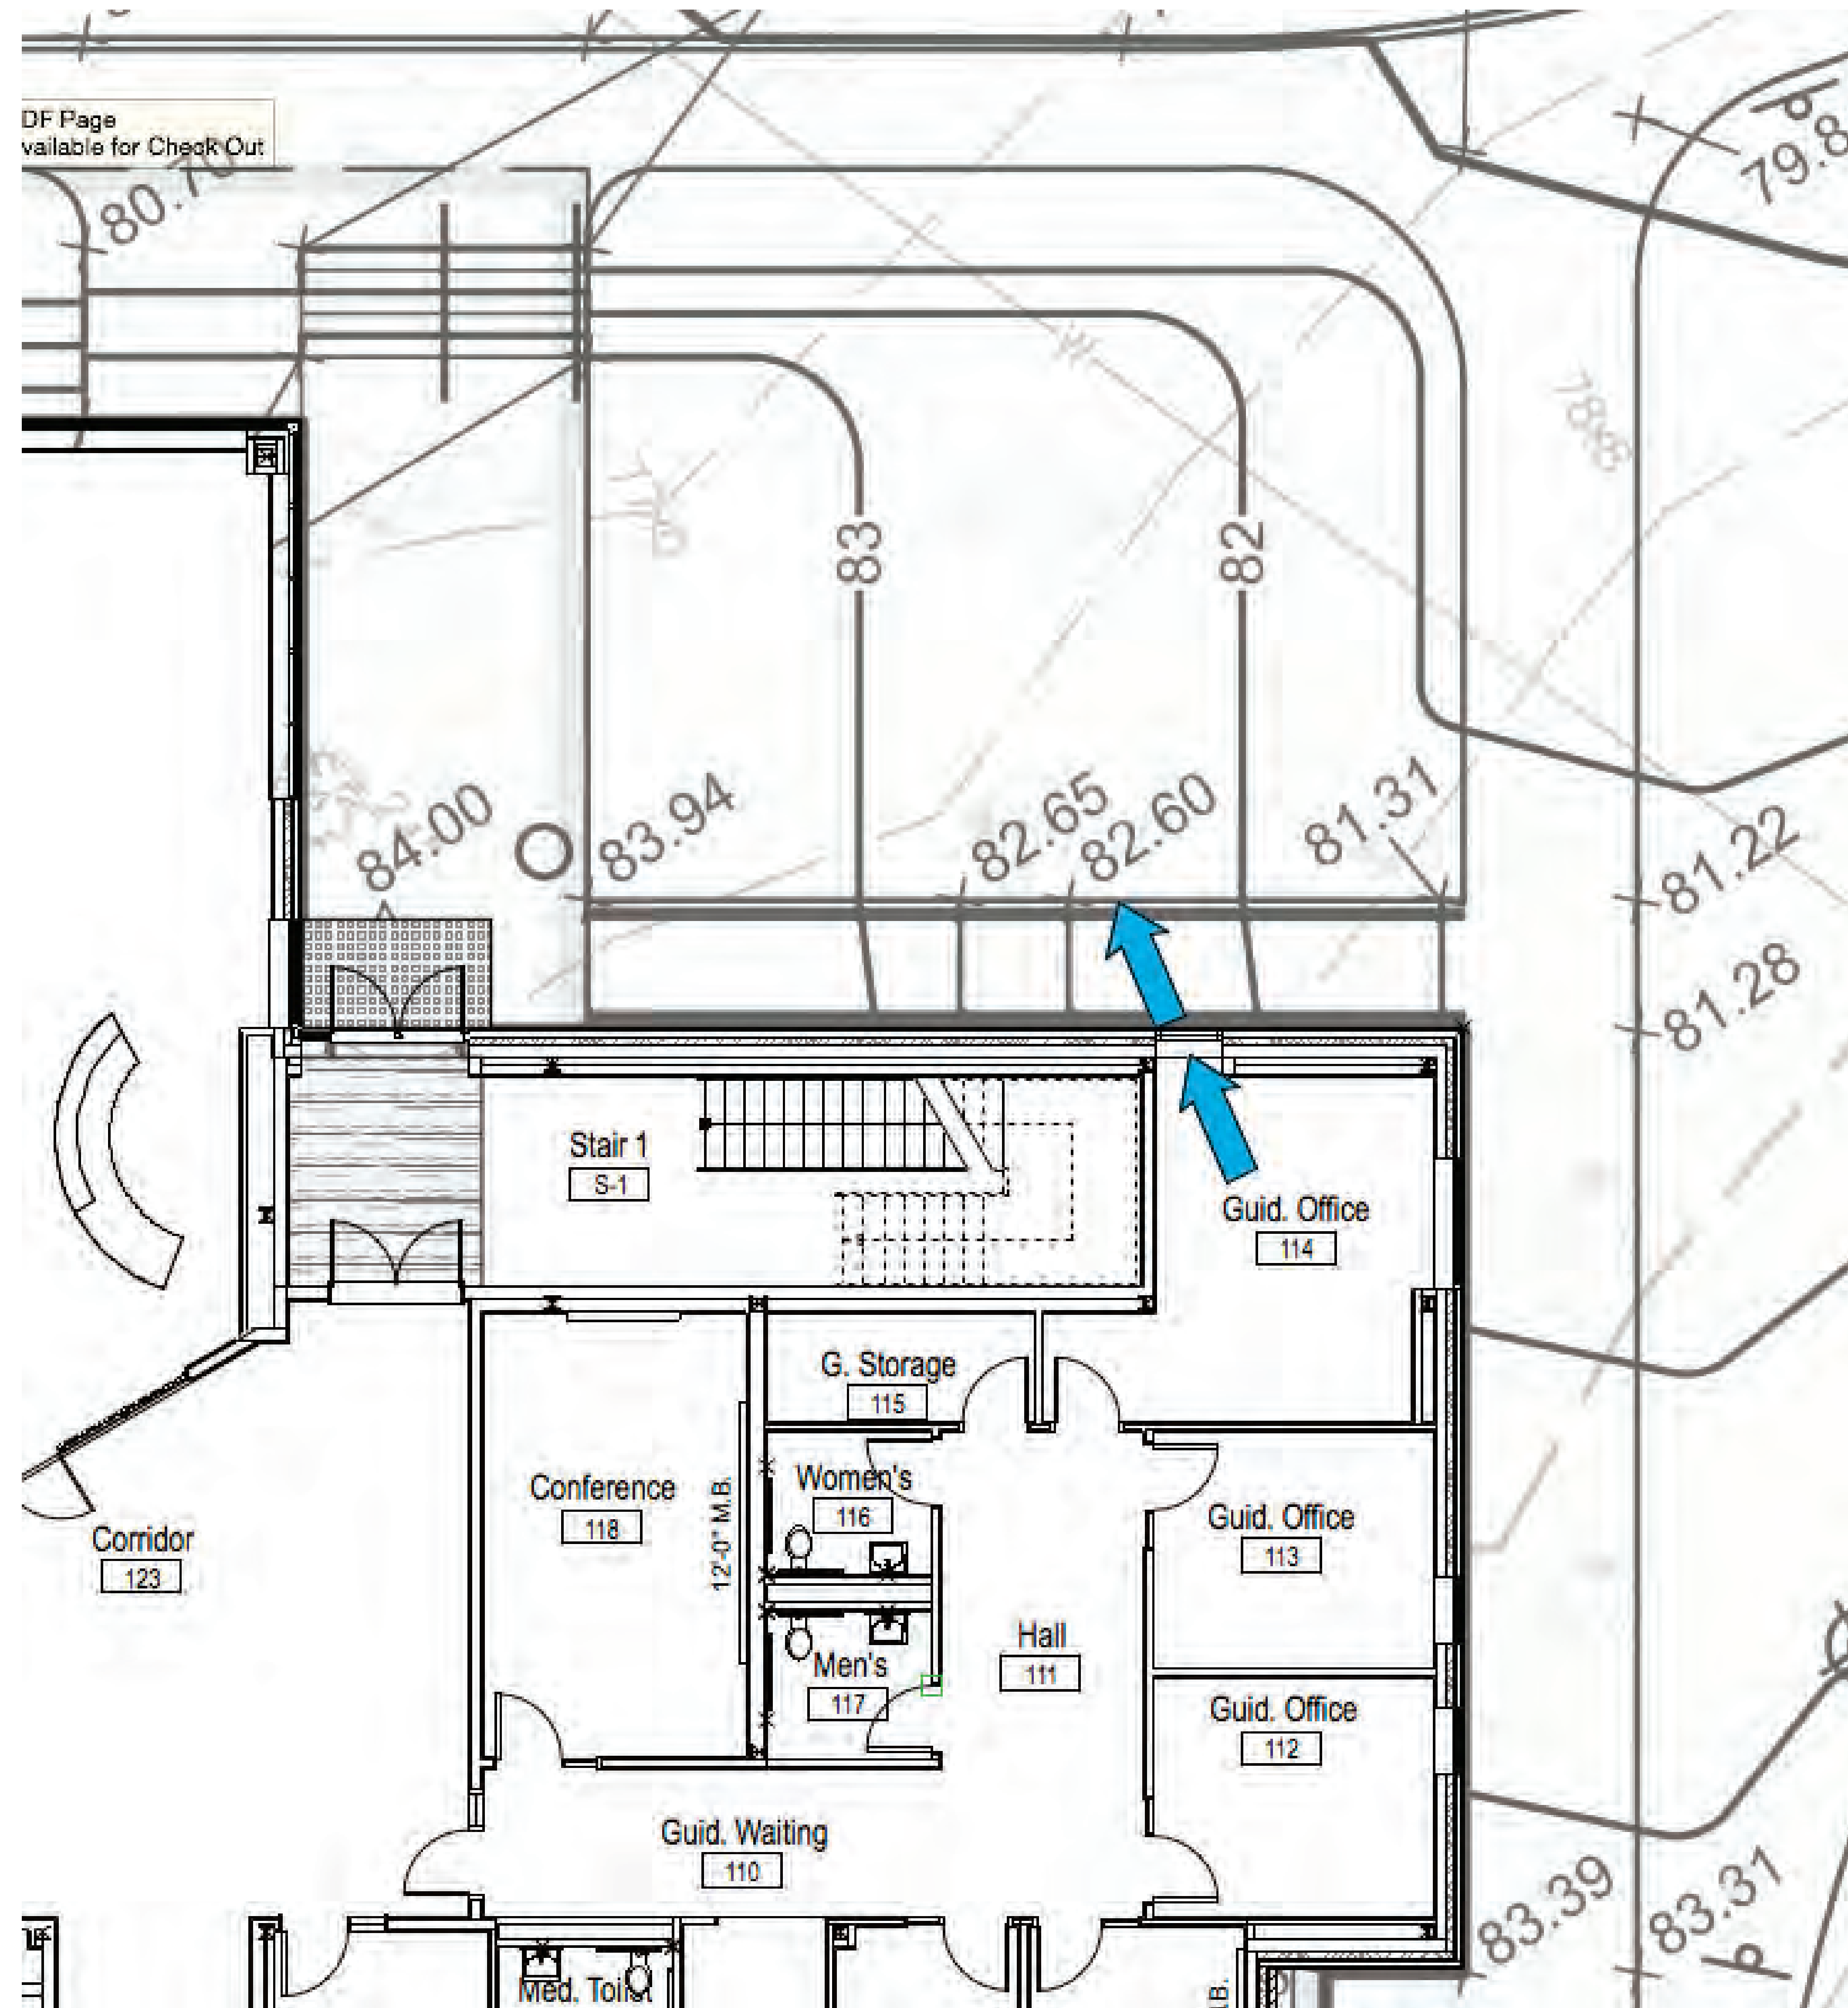 DF Page
vailable for Check Out
80.70
79.8
83
82
84.00
83.94
82.65
82.60
81.31
81.22
81.28
Stair 1
S-1
Guid. Office
114
G. Storage
115
Conference
118
12'-0" M.B.
Women's
116
Corridor
123
Guid. Office
113
Hall
111
Men's
117
Guid. Office
112
Guid. Waiting
110
83.39
83.31
Med. Toilet